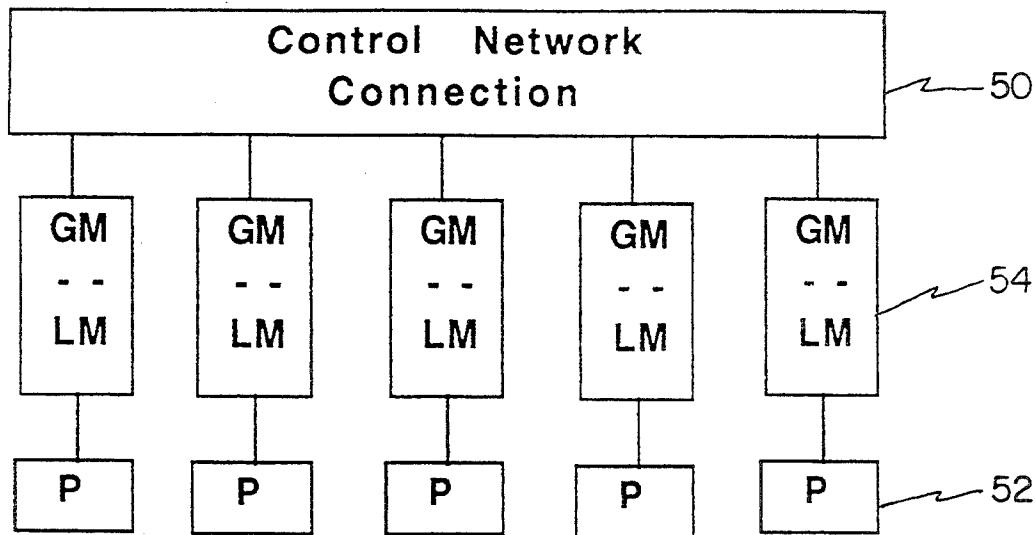 Control Network
Connection
50
GM GM GM GM GM
- - - - - - - - - -
LM LM LM LM LM
54
P P P P P
52